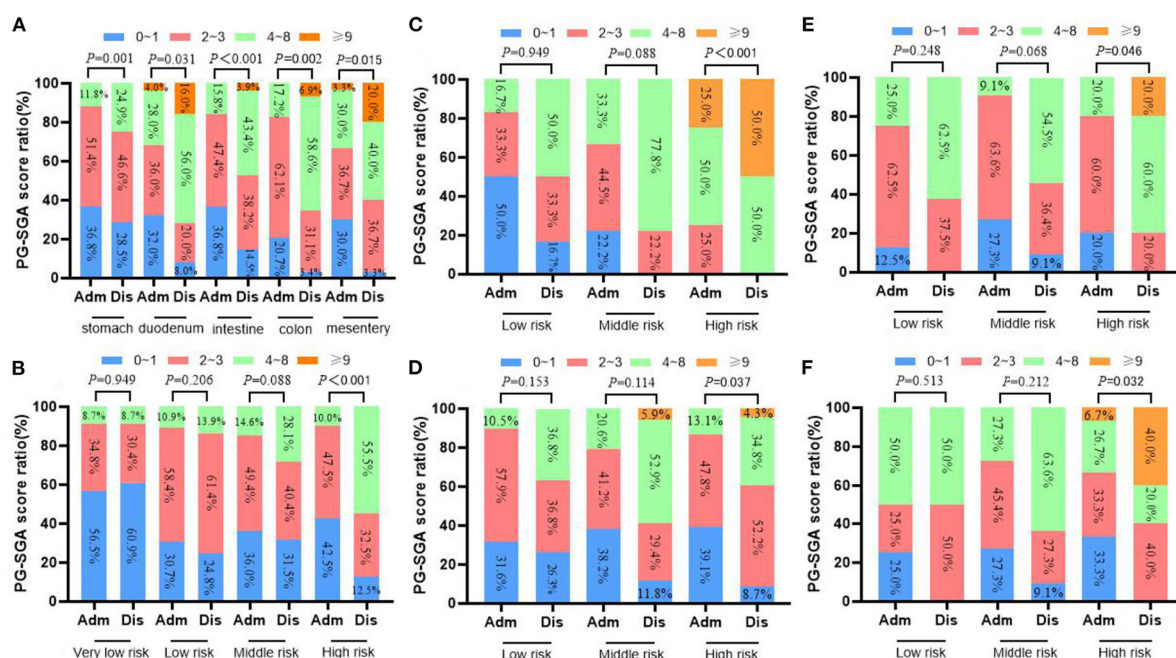 A
0~1 2~3 4~8 ≥9
P=0.001 P=0.031 P<0.001 P=0.002 P=0.015
PG-SGA score ratio(%)
100
80
60
40
20
0
11.8% 24.9% 4.0% 16.0% 15.8% 3.9% 17.2% 6.9% 3.3% 20.0%
28.0% 56.0% 43.4% 58.6% 30.0% 40.0%
51.4% 46.6% 36.0% 20.0% 47.4% 38.2% 62.1% 31.1% 36.7% 36.7%
36.8% 28.5% 32.0% 8.0% 36.8% 14.5% 20.7% 3.4% 30.0% 3.3%
Adm Dis Adm Dis Adm Dis Adm Dis Adm Dis
stomach duodenum intestine colon mesentery
B
0~1 2~3 4~8 ≥9
P=0.949 P=0.206 P=0.088 P<0.001
PG-SGA score ratio(%)
100
80
60
40
20
0
8.7% 8.7% 10.9% 13.9% 14.6% 28.1% 10.0% 55.5%
34.8% 30.4% 58.4% 61.4% 49.4% 40.4% 47.5% 32.5%
56.5% 60.9% 30.7% 24.8% 36.0% 31.5% 42.5% 12.5%
Adm Dis Adm Dis Adm Dis Adm Dis
Very low risk Low risk Middle risk High risk
C
0~1 2~3 4~8 ≥9
P=0.949 P=0.088 P<0.001
PG-SGA score ratio(%)
100
80
60
40
20
0
25.0% 50.0%
16.7% 50.0% 33.3% 77.8% 50.0% 50.0%
33.3% 33.3% 44.5% 22.2% 25.0%
50.0% 16.7% 22.2%
Adm Dis Adm Dis Adm Dis
Low risk Middle risk High risk
D
0~1 2~3 4~8 ≥9
P=0.153 P=0.114 P=0.037
PG-SGA score ratio(%)
100
80
60
40
20
0
5.9% 4.3%
10.5% 36.8% 20.6% 52.9% 13.1% 34.8%
57.9% 36.8% 41.2% 29.4% 47.8% 52.2%
31.6% 26.3% 38.2% 11.8% 39.1% 8.7%
Adm Dis Adm Dis Adm Dis
Low risk Middle risk High risk
E
0~1 2~3 4~8 ≥9
P=0.248 P=0.068 P=0.046
PG-SGA score ratio(%)
100
80
60
40
20
0
20.0%
25.0% 62.5% 9.1% 54.5% 20.0% 60.0%
62.5% 37.5% 63.6% 36.4% 60.0% 20.0%
12.5% 27.3% 9.1% 20.0%
Adm Dis Adm Dis Adm Dis
Low risk Middle risk High risk
F
0~1 2~3 4~8 ≥9
P=0.513 P=0.212 P=0.032
PG-SGA score ratio(%)
100
80
60
40
20
0
6.7% 40.0%
50.0% 50.0% 27.3% 63.6% 26.7% 20.0%
25.0% 50.0% 45.4% 27.3% 33.3% 40.0%
25.0% 27.3% 9.1% 33.3%
Adm Dis Adm Dis Adm Dis
Low risk Middle risk High risk